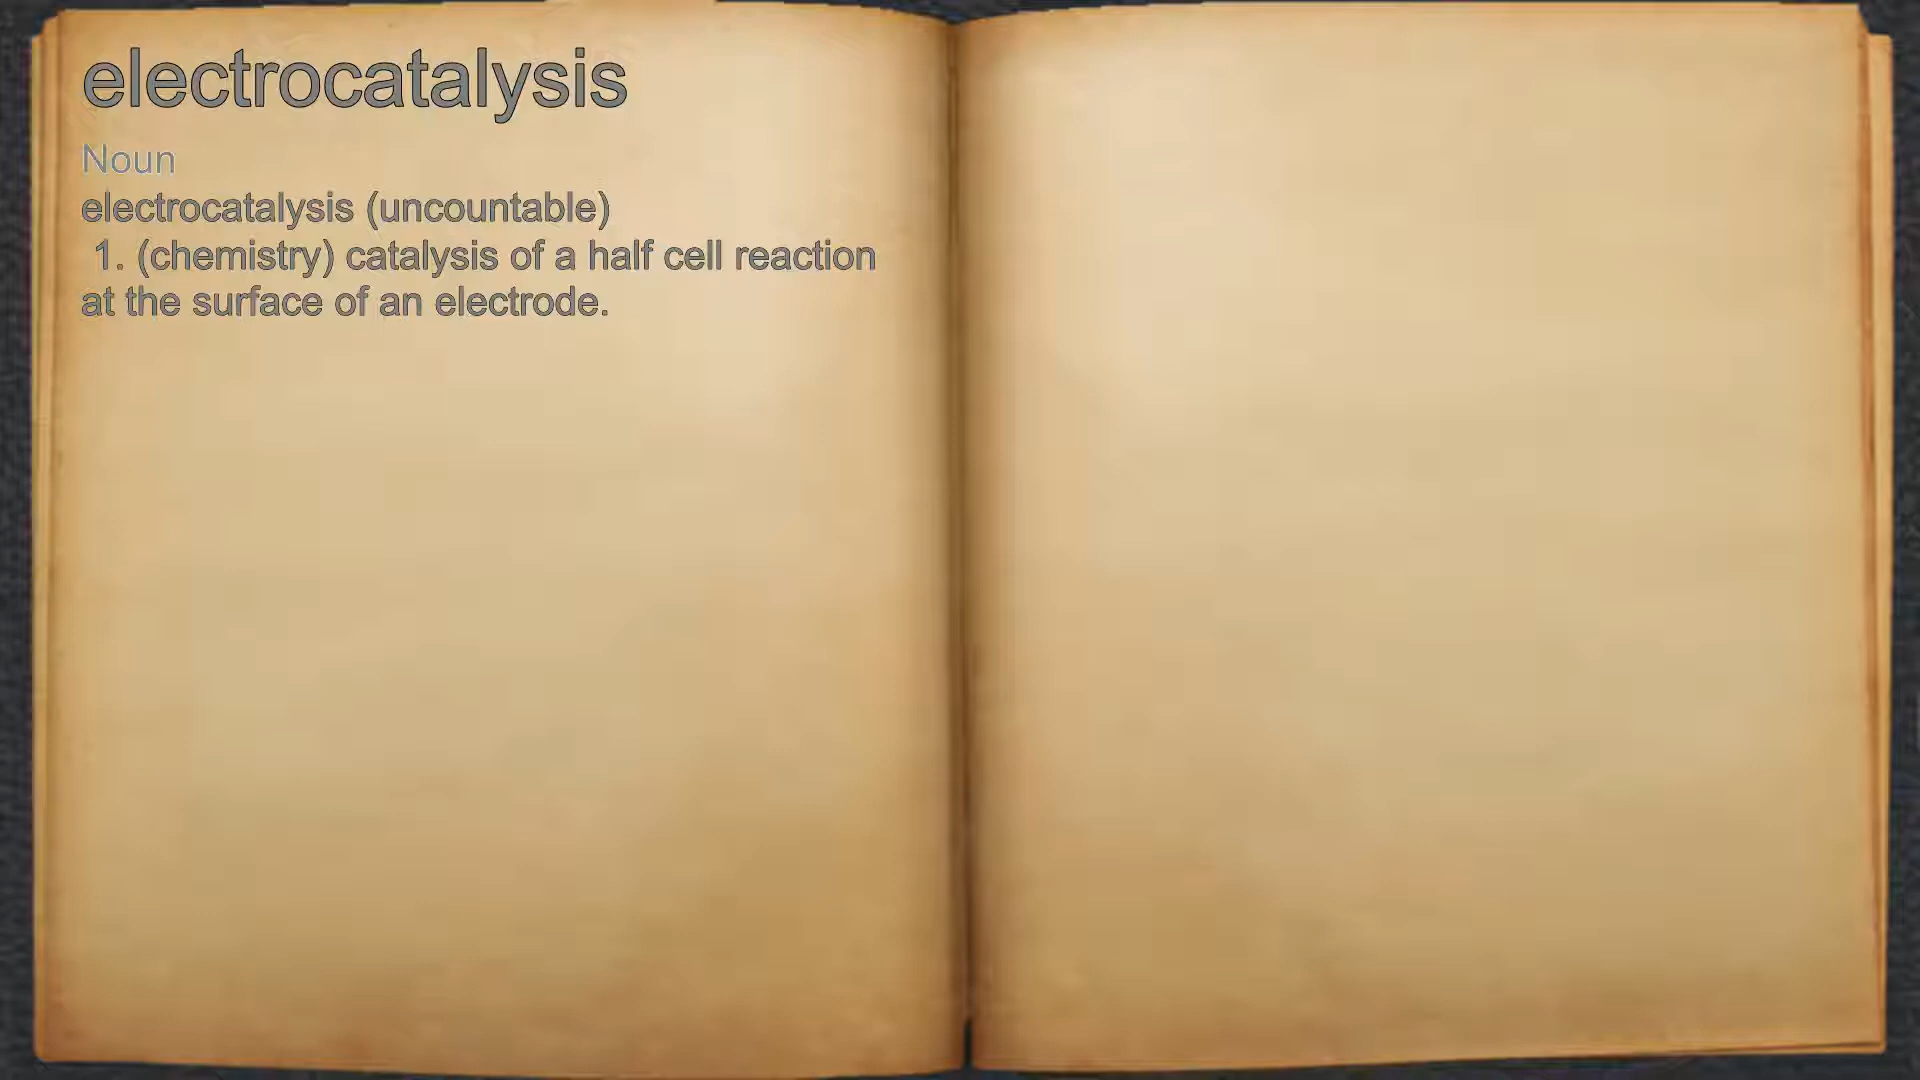 electrocatalysis
Noun
electrocatalysis (uncountable)
1. (chemistry) catalysis of a half cell reaction
at the surface of an electrode.